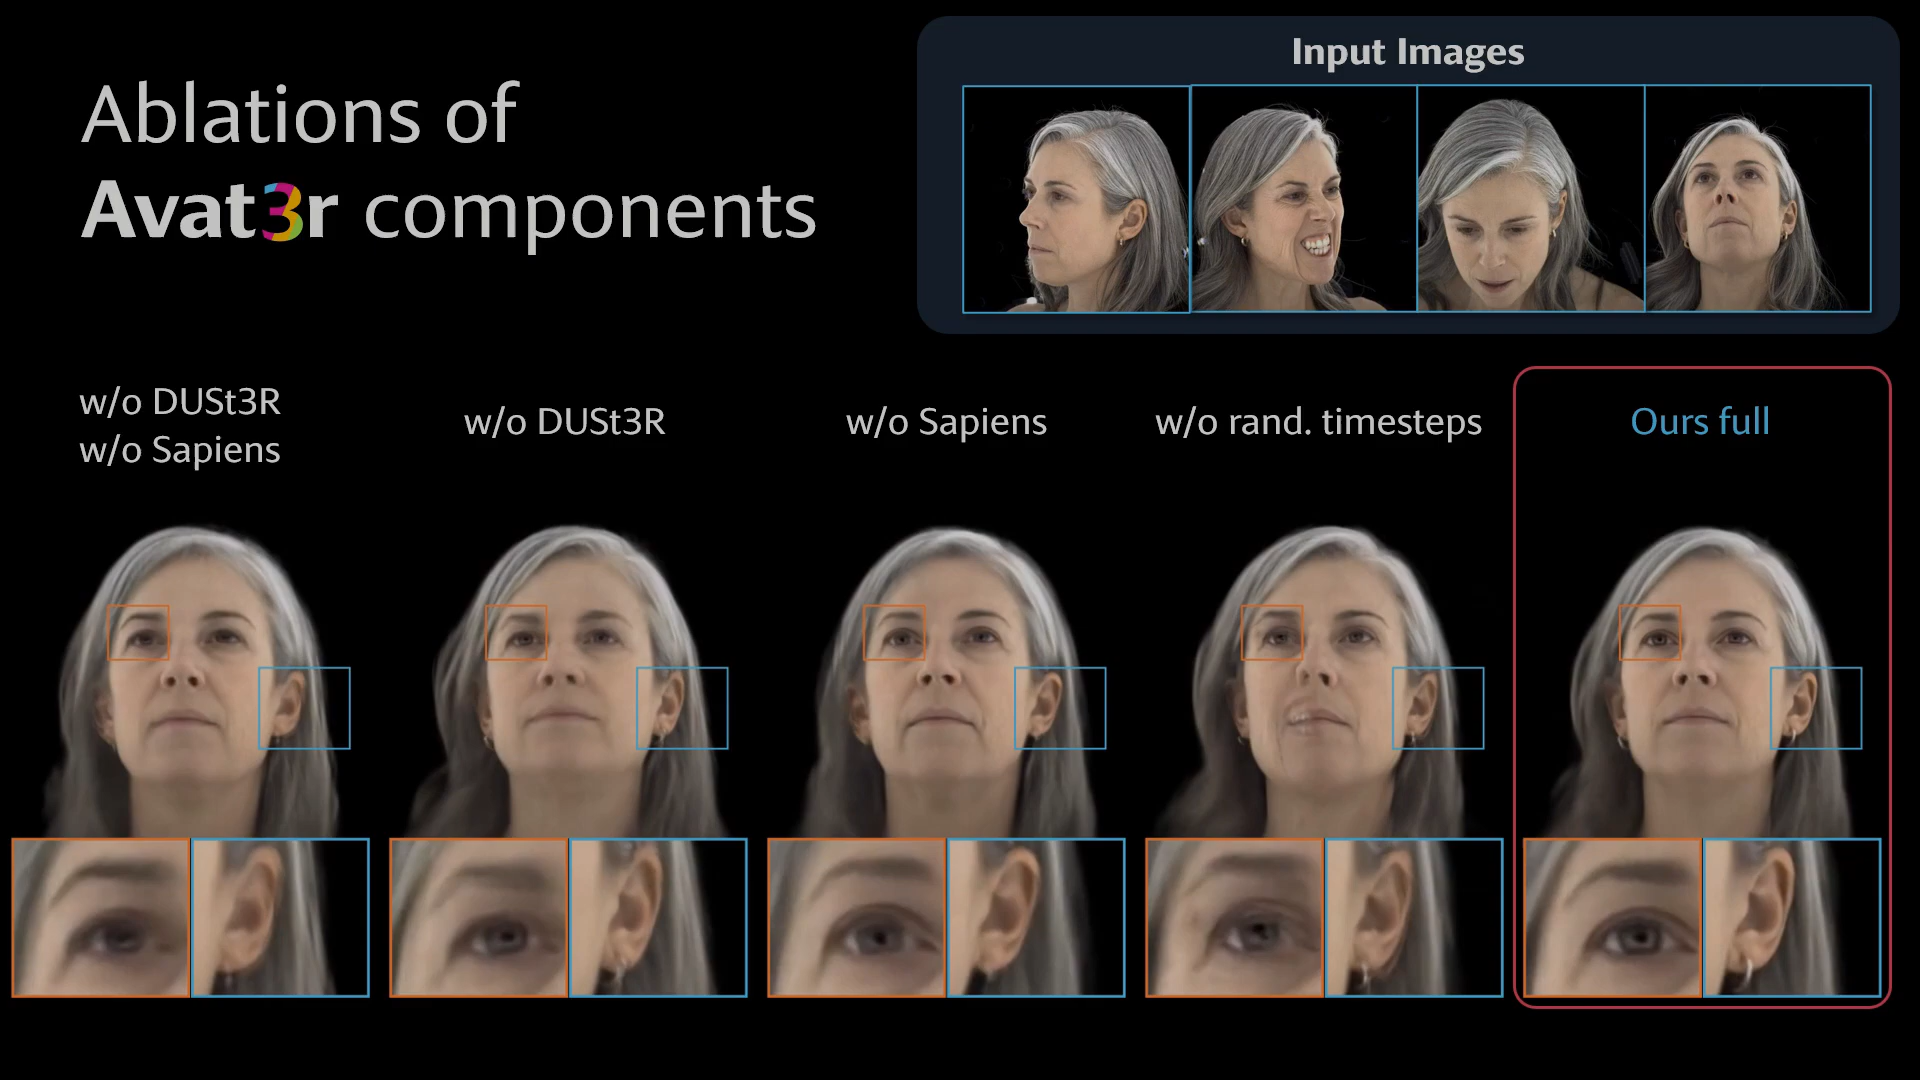 Ablations of
Avat3r components
Input Images
w/o DUSt3R
w/o Sapiens
w/o DUSt3R
w/o Sapiens
w/o rand. timesteps
Ours full